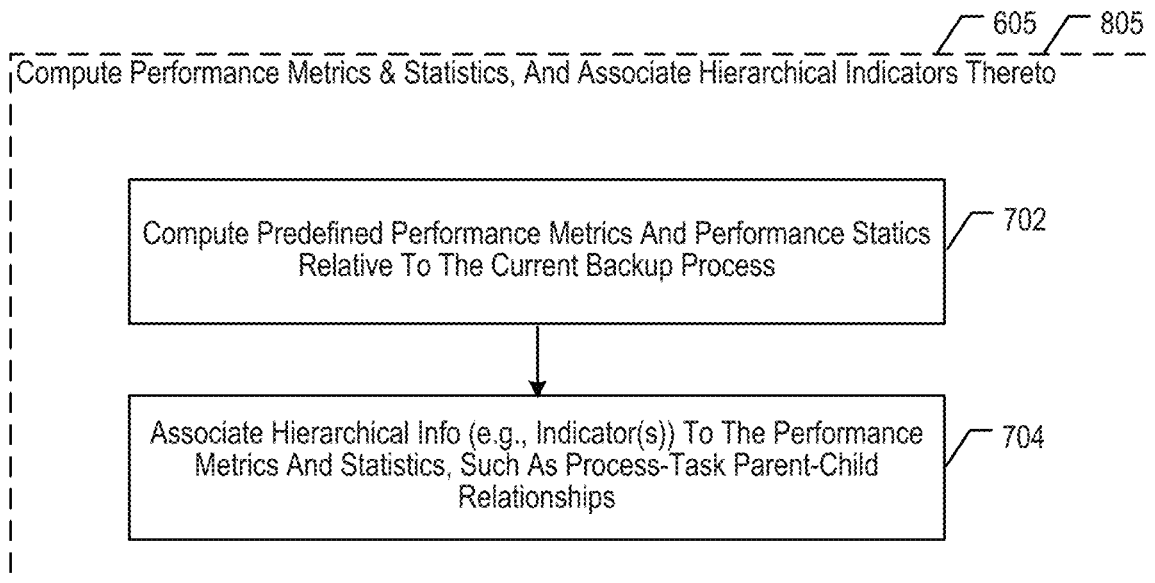 605
805
Compute Performance Metrics & Statistics, And Associate Hierarchical Indicators Thereto
Compute Predefined Performance Metrics And Performance Statics
Relative To The Current Backup Process
702
Associate Hierarchical Info (e.g., Indicator(s)) To The Performance
Metrics And Statistics, Such As Process-Task Parent-Child
Relationships
704